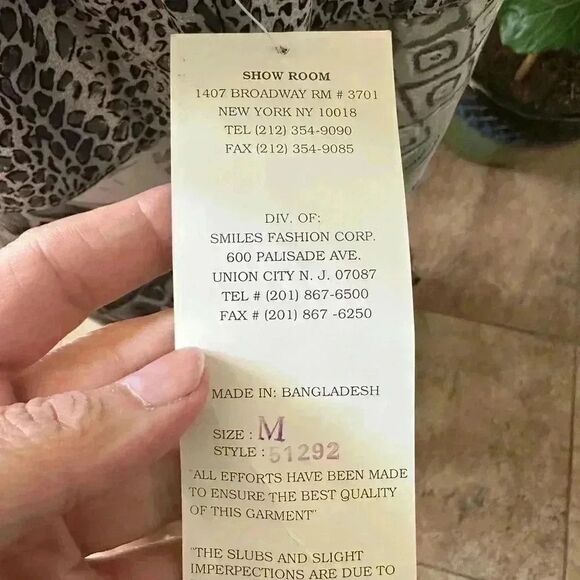 SHOW ROOM
1407 BROADWAY RM # 3701
NEW YORK NY 10018
TEL (212) 354-9090
FAX (212) 354-9085
DIV. OF:
SMILES FASHION CORP.
600 PALISADE AVE.
UNION CITY N. J. 07087
TEL # (201) 867-6500
FAX # (201) 867 -6250
MADE IN: BANGLADESH
SIZE : M
STYLE : 51292
"ALL EFFORTS HAVE BEEN MADE
TO ENSURE THE BEST QUALITY
OF THIS GARMENT"
"THE SLUBS AND SLIGHT
IMPERPECTIONS ARE DUE TO